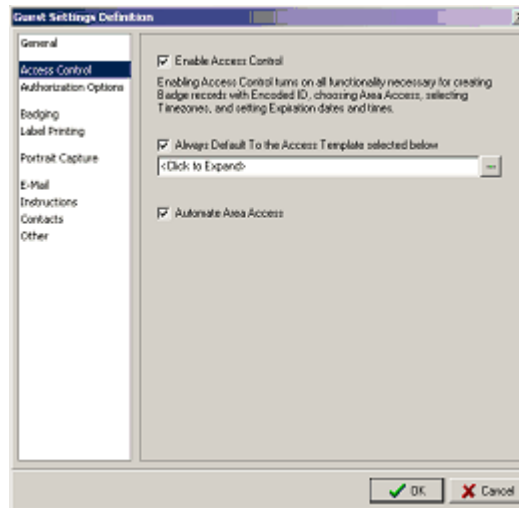 Guest Settings Definition
General
Access Control
Authorization Options
Badging
Label Printing
Portrait Capture
E-Mail
Instructions
Contacts
Other
Enable Access Control
Enabling Access Control turns on all functionality necessary for creating
Badge records with Encoded ID, choosing Area Access, selecting
Timezones, and setting Expiration dates and times.
Always Default To the Access Template selected below
<Click to Expand>
...
Automate Area Access
OK
Cancel